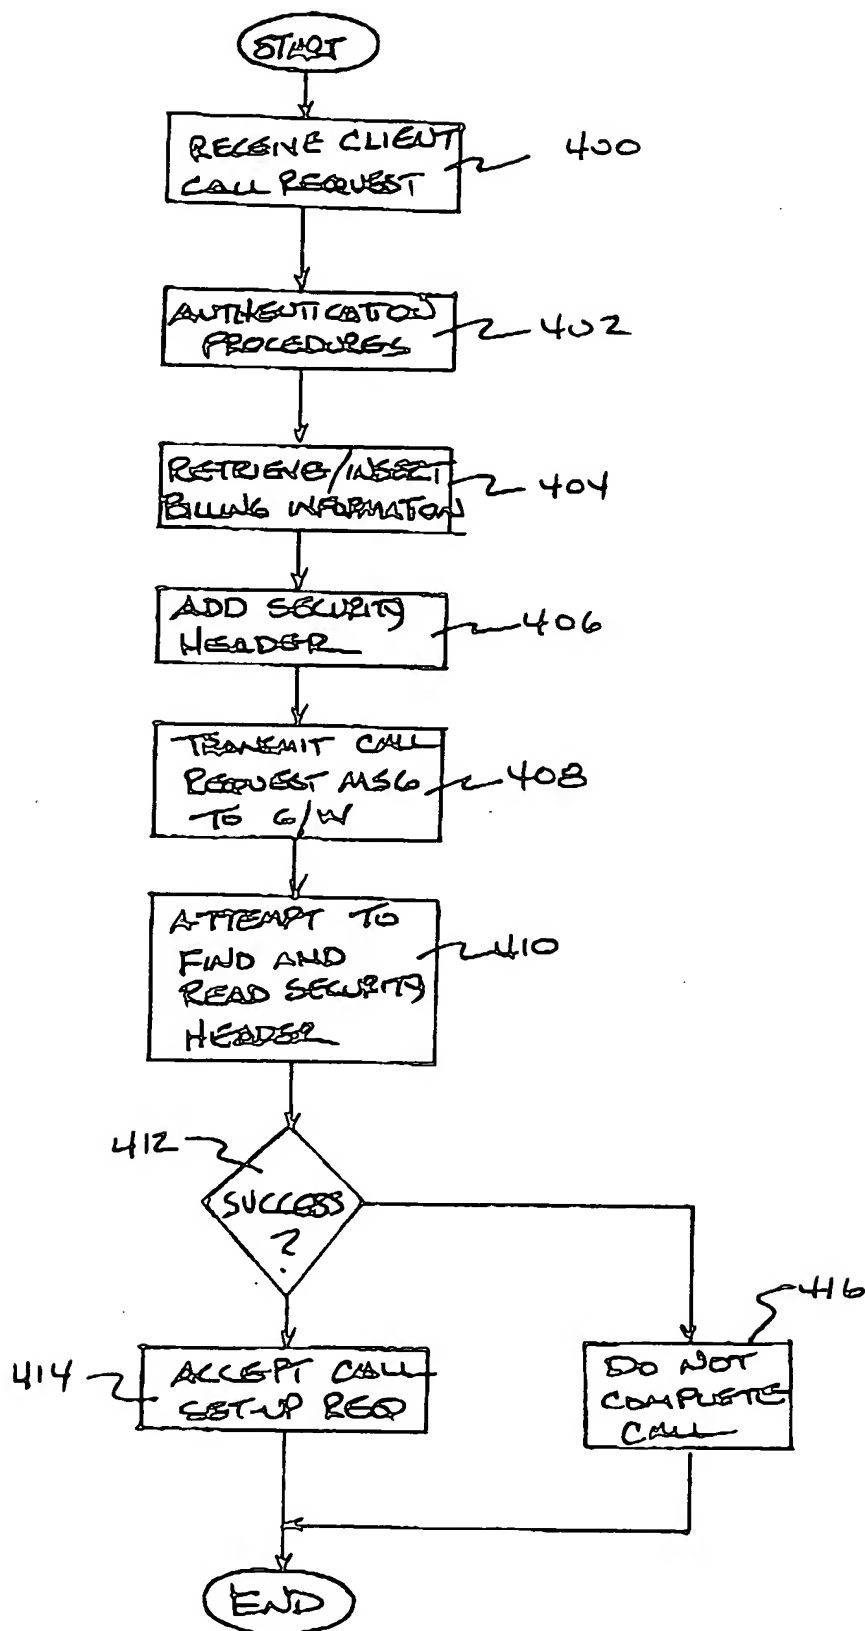 START
RECEIVE CLIENT
CALL REQUEST
400
AUTHENTICATION
PROCEDURES
402
RETRIEVE/INSERT
BILLING INFORMATION
404
ADD SECURITY
HEADER
406
TRANSMIT CALL
REQUEST MSG
TO G/W
408
ATTEMPT TO
FIND AND
READ SECURITY
HEADER
410
412
SUCCESS
?
414
ACCEPT CALL
SET-UP REQ
416
DO NOT
COMPLETE
CALL
END